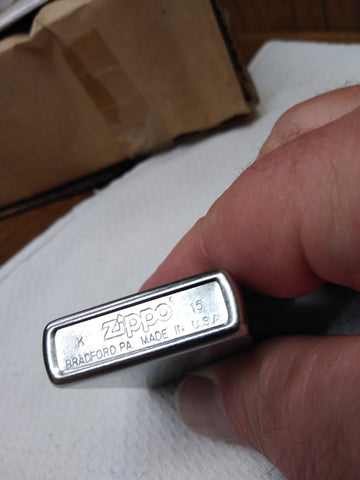 K Zippo 15
BRADFORD, PA. MADE IN U.S.A.